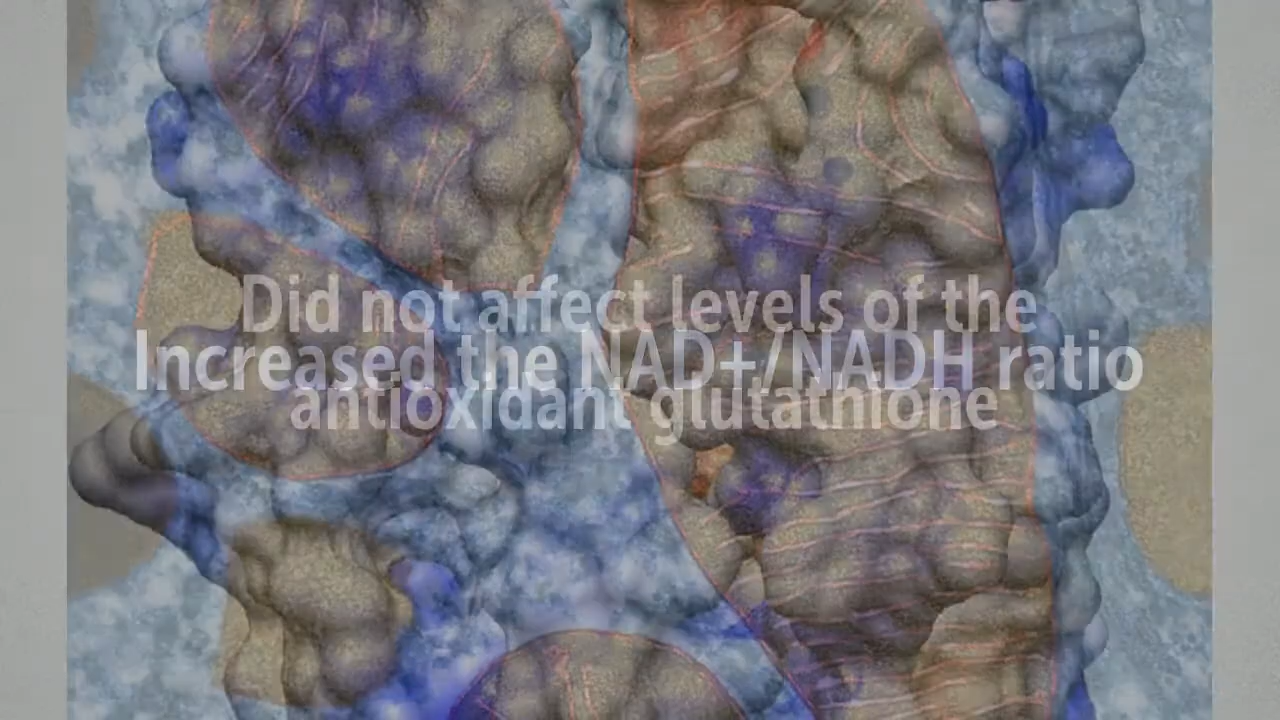 Did not affect levels of the
Increased the NAD+/NADH ratio
antioxidant glutathione